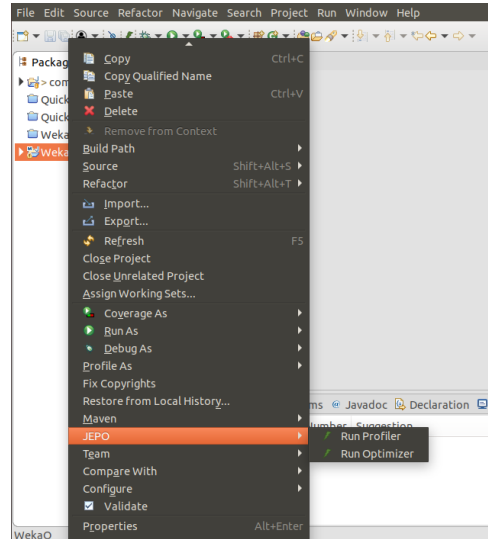 File Edit Source Refactor Navigate Search Project Run Window Help
Packag
com
Quick
Quick
Weka
Weka
Copy Ctrl+C
Copy Qualified Name
Paste Ctrl+V
Delete
Remove from Context
Build Path
Source Shift+Alt+S
Refactor Shift+Alt+T
Import...
Export...
Refresh F5
Close Project
Close Unrelated Project
Assign Working Sets...
Coverage As
Run As
Debug As
Profile As
Fix Copyrights
Restore from Local History...
Maven
JEPO
Team
Compare With
Configure
Validate
Properties Alt+Enter
ms @ Javadoc Declaration
Number Suggestion
Run Profiler
Run Optimizer
WekaO